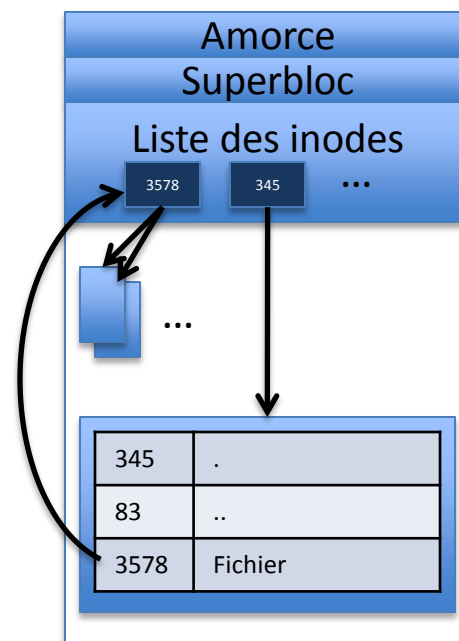 Amorce
Superbloc
Liste des inodes
3578 345 ...
...
345 .
83 ..
3578 Fichier